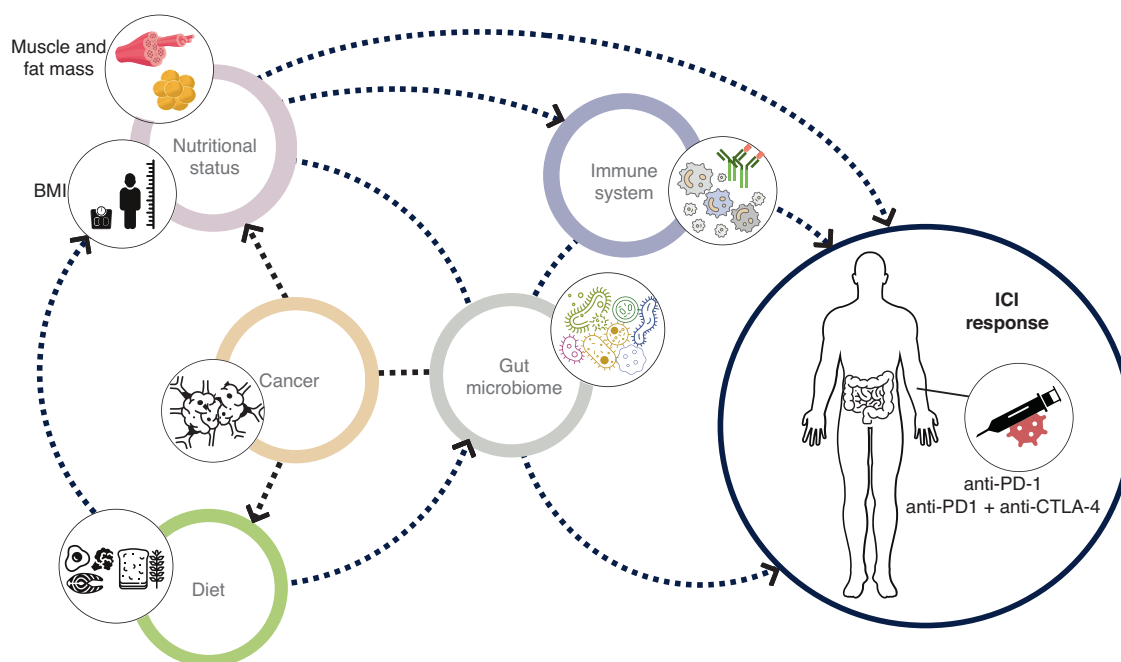 Muscle and
fat mass
Nutritional
status
BMI
Immune
system
ICI
response
Cancer
Gut
microbiome
anti-PD-1
anti-PD1 + anti-CTLA-4
Diet